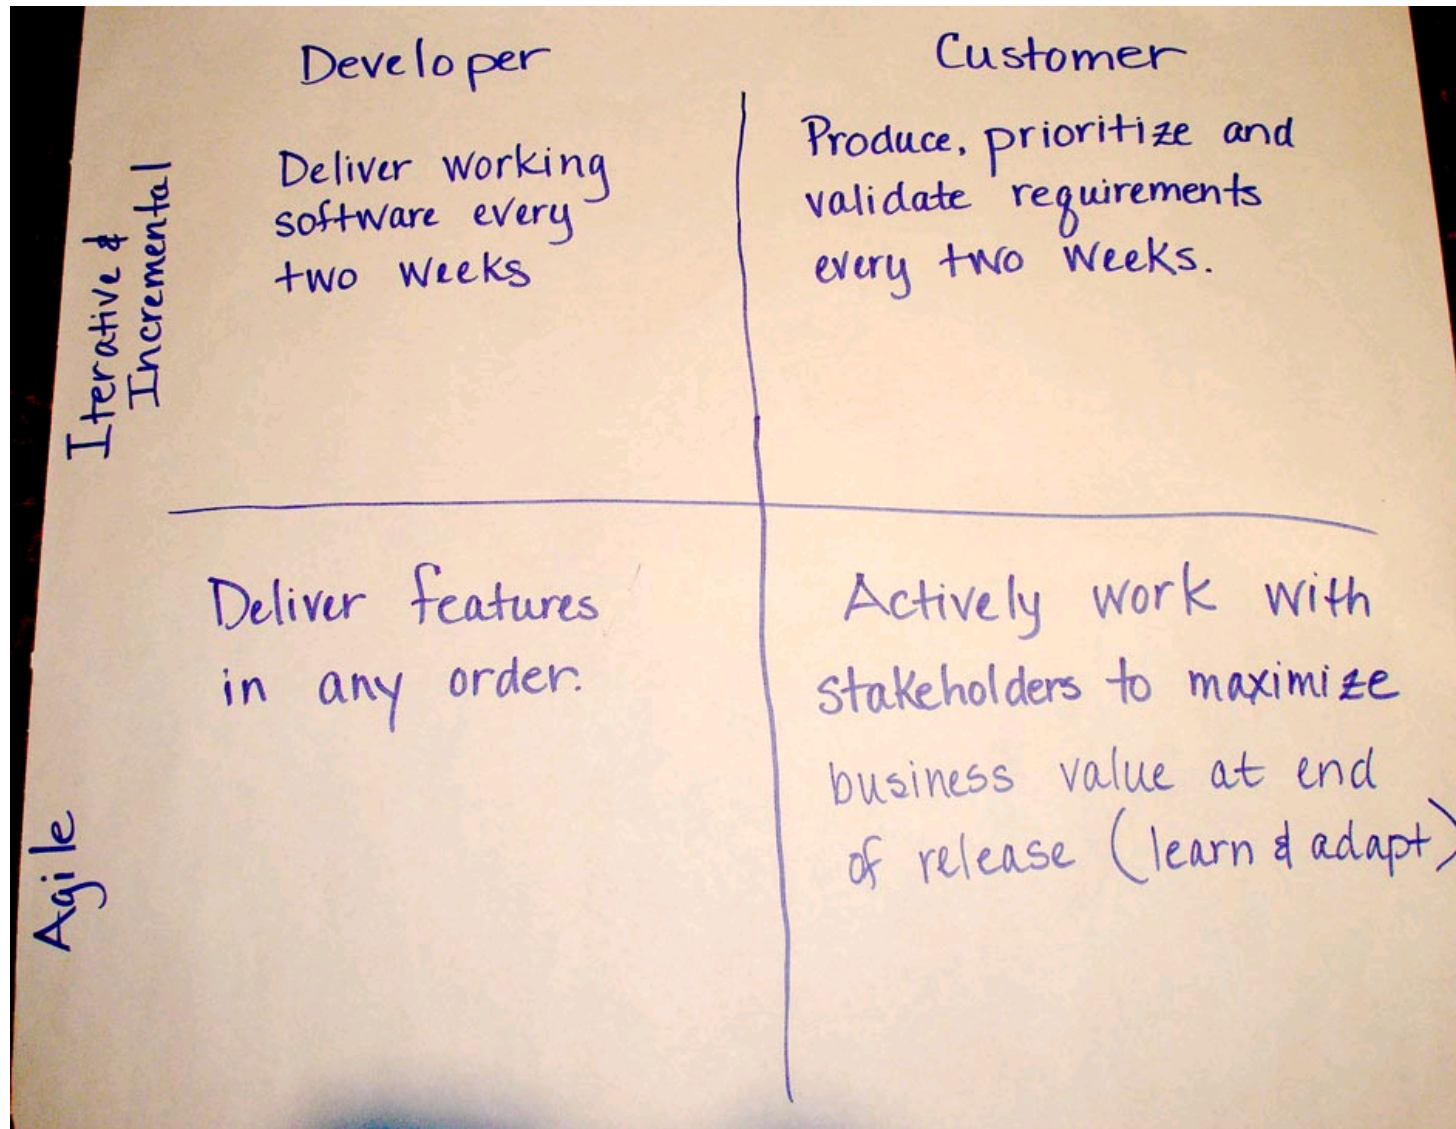 Developer
Customer
Iterative &
Incremental
Deliver working
software every
two weeks
Produce, prioritize and
validate requirements
every two weeks.
Agile
Deliver features
in any order.
Actively work with
stakeholders to maximize
business value at end
of release (learn & adapt)